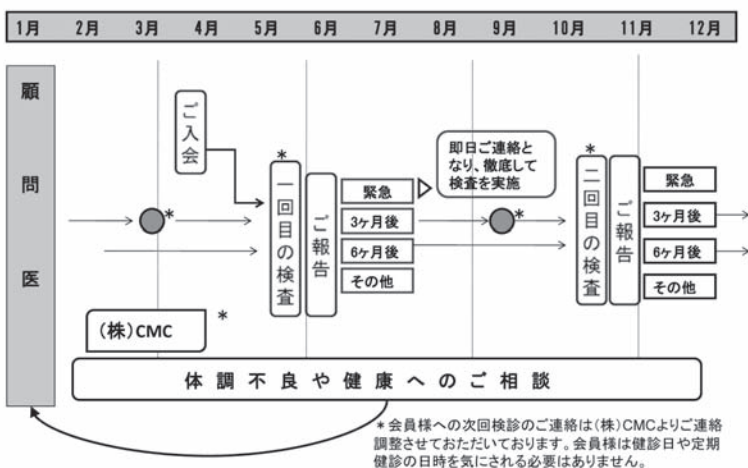 1月 2月 3月 4月 5月 6月 7月 8月 9月 10月 11月 12月
顧問医
ご入会
*
一回目の検査
ご報告
緊急
3ヶ月後
6ヶ月後
その他
即日ご連絡と
なり、徹底して
検査を実施
*
*
*
二回目の検査
ご報告
緊急
3ヶ月後
6ヶ月後
その他
(株)CMC
*
体調不良や健康へのご相談
*会員様への次回検診のご連絡は(株)CMCよりご連絡
調整させておただいております。会員様は健診日や定期
健診の日時を気にされる必要はありません。